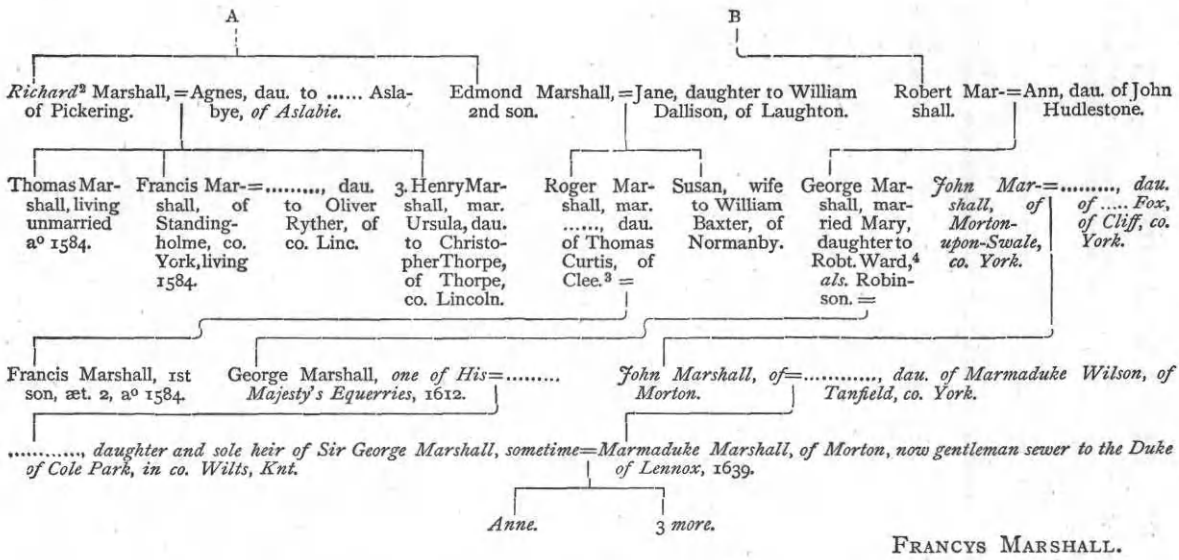 A
B
Richard² Marshall,=Agnes, dau. to ...... Asla-
of Pickering. bye, of Aslabie.
Edmond Marshall,=Jane, daughter to William
2nd son. Dallison, of Laughton.
Robert Mar-=Ann, dau. of John
shall. Hudlestone.
Thomas Mar-
shall, living
unmarried
aº 1584.
Francis Mar-=........., dau.
shall, of to Oliver
Standing- Ryther, of
holme, co. co. Linc.
York, living
1584.
3. Henry Mar-
shall, mar.
Ursula, dau.
to Christo-
pher Thorpe,
of Thorpe,
co. Lincoln.
Roger Mar-
shall, mar.
......, dau.
of Thomas
Curtis, of
Clee.³ =
Susan, wife
to William
Baxter, of
Normanby.
George Mar-
shall, mar-
ried Mary,
daughter to
Robt. Ward,⁴
als. Robin-
son. =
John Mar-=........., dau.
shall, of of ..... Fox,
Morton- of Cliff, co.
upon-Swale, York.
co. York.
Francis Marshall, 1st
son, æt. 2, aº 1584.
George Marshall, one of His=.........
Majesty's Equerries, 1612.
John Marshall, of=............, dau. of Marmaduke Wilson, of
Morton. Tanfield, co. York.
............, daughter and sole heir of Sir George Marshall, sometime=Marmaduke Marshall, of Morton, now gentleman sewer to the Duke
of Cole Park, in co. Wilts, Knt. of Lennox, 1639.
Anne. 3 more.
FRANCYS MARSHALL.